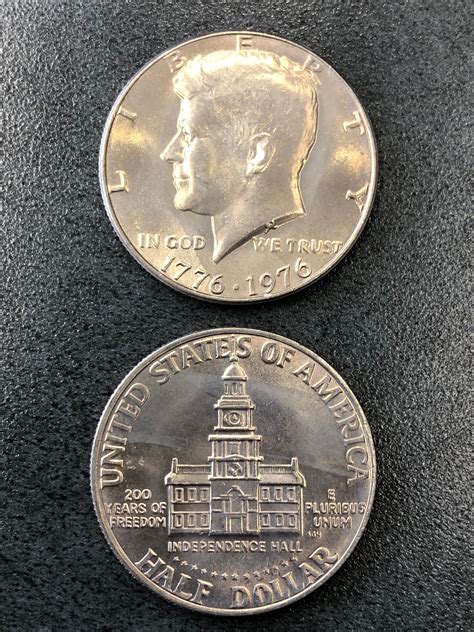 LIBERTY
IN GOD WE TRUST
1776 · 1976
UNITED STATES OF AMERICA
200
YEARS OF
FREEDOM
E
PLURIBUS
UNUM
INDEPENDENCE HALL
HALF DOLLAR